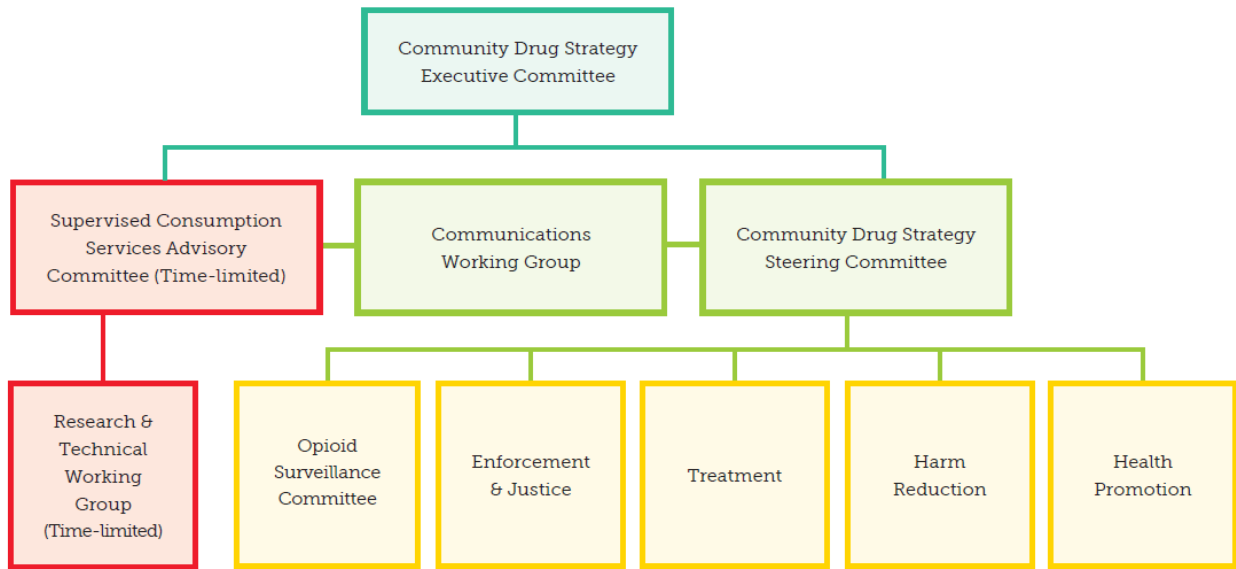 Community Drug Strategy
Executive Committee
Supervised Consumption
Services Advisory
Committee (Time-limited)
Communications
Working Group
Community Drug Strategy
Steering Committee
Research &
Technical
Working
Group
(Time-limited)
Opioid
Surveillance
Committee
Enforcement
& Justice
Treatment
Harm
Reduction
Health
Promotion